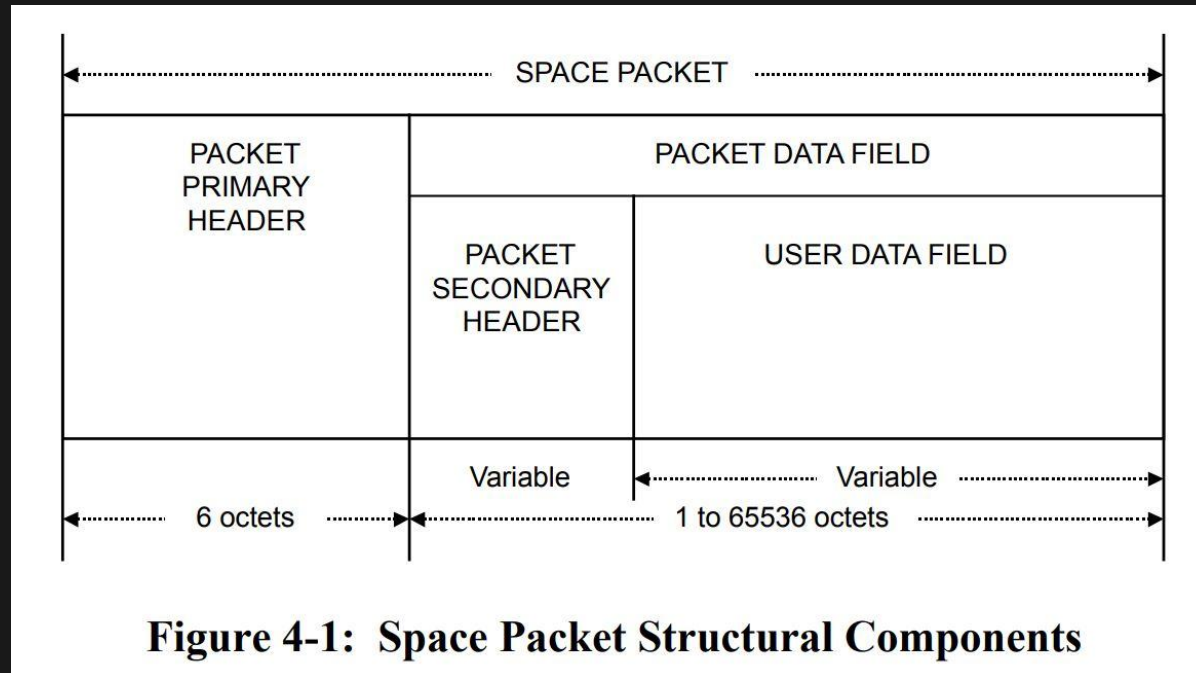 SPACE PACKET
PACKET
PRIMARY
HEADER
PACKET DATA FIELD
PACKET
SECONDARY
HEADER
USER DATA FIELD
Variable
Variable
6 octets
1 to 65536 octets
Figure 4-1: Space Packet Structural Components